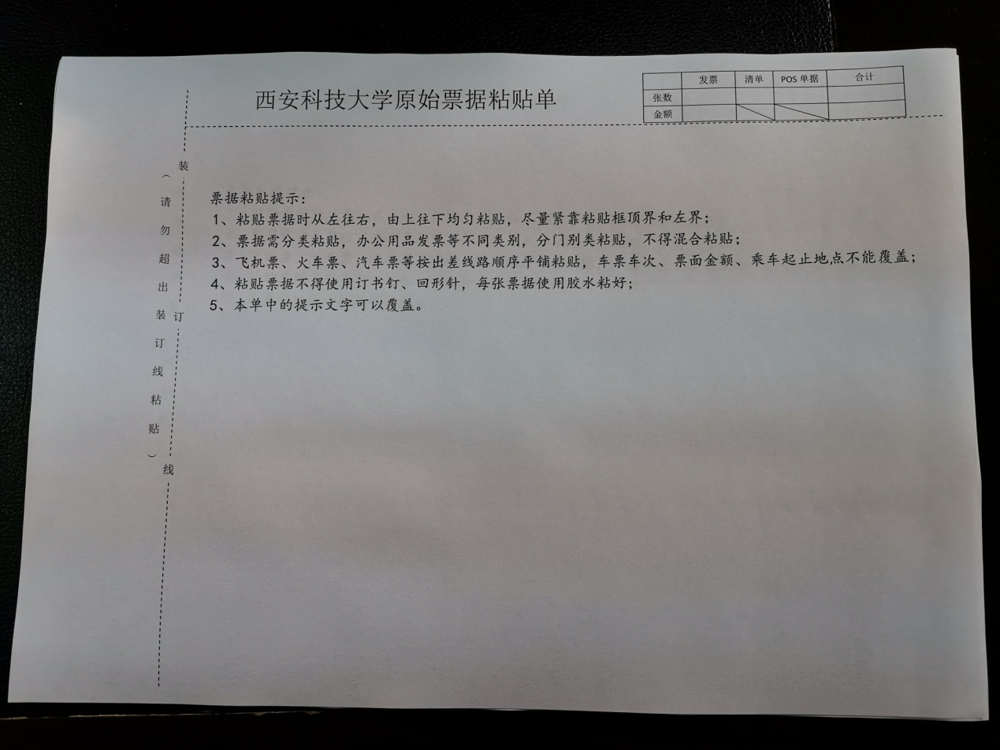 西安科技大学原始票据粘贴单
发票 清单 POS 单据 合计
张数
金额
装订线
（请勿超出装订线粘贴）
票据粘贴提示：
1、粘贴票据时从左往右，由上往下均匀粘贴，尽量紧靠粘贴框顶界和左界；
2、票据需分类粘贴，办公用品发票等不同类别，分门别类粘贴，不得混合粘贴；
3、飞机票、火车票、汽车票等按出差线路顺序平铺粘贴，车票车次、票面金额、乘车起止地点不能覆盖；
4、粘贴票据不得使用订书钉、回形针，每张票据使用胶水粘好；
5、本单中的提示文字可以覆盖。